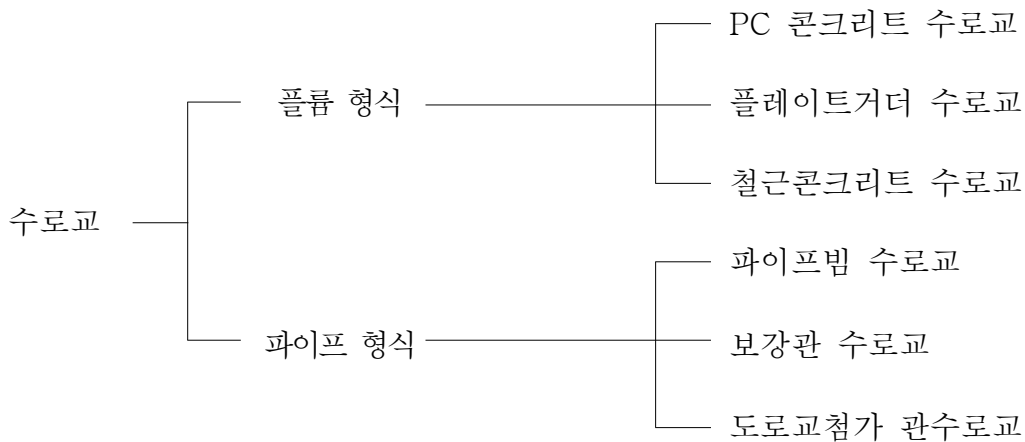 수로교
플륨 형식
PC 콘크리트 수로교
플레이트거더 수로교
철근콘크리트 수로교
파이프 형식
파이프빔 수로교
보강관 수로교
도로교첨가 관수로교